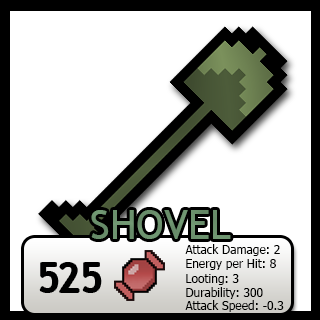 SHOVEL
525
Attack Damage: 2
Energy per Hit: 8
Looting: 3
Durability: 300
Attack Speed: -0.3